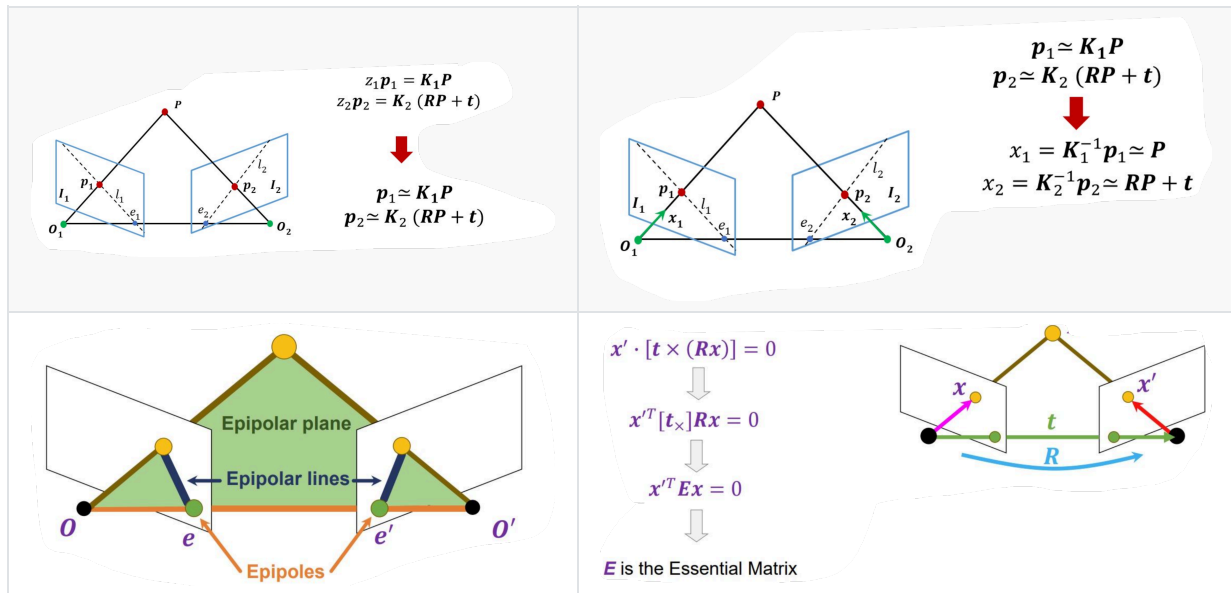 z₁p₁ = K₁P
z₂p₂ = K₂ (RP + t)
P
p₁
l₁
I₁
e₁
O₁
l₂
p₂
I₂
e₂
O₂
p₁ ≃ K₁P
p₂ ≃ K₂ (RP + t)
p₁ ≃ K₁P
p₂ ≃ K₂ (RP + t)
x₁ = K₁⁻¹p₁ ≃ P
x₂ = K₂⁻¹p₂ ≃ RP + t
P
p₁
l₁
I₁
x₁
e₁
O₁
l₂
p₂
I₂
x₂
e₂
O₂
Epipolar plane
Epipolar lines
O
e
e′
O′
Epipoles
x′ · [t × (Rx)] = 0
x′ᵀ[t×]Rx = 0
x′ᵀEx = 0
E is the Essential Matrix
x
x′
t
R